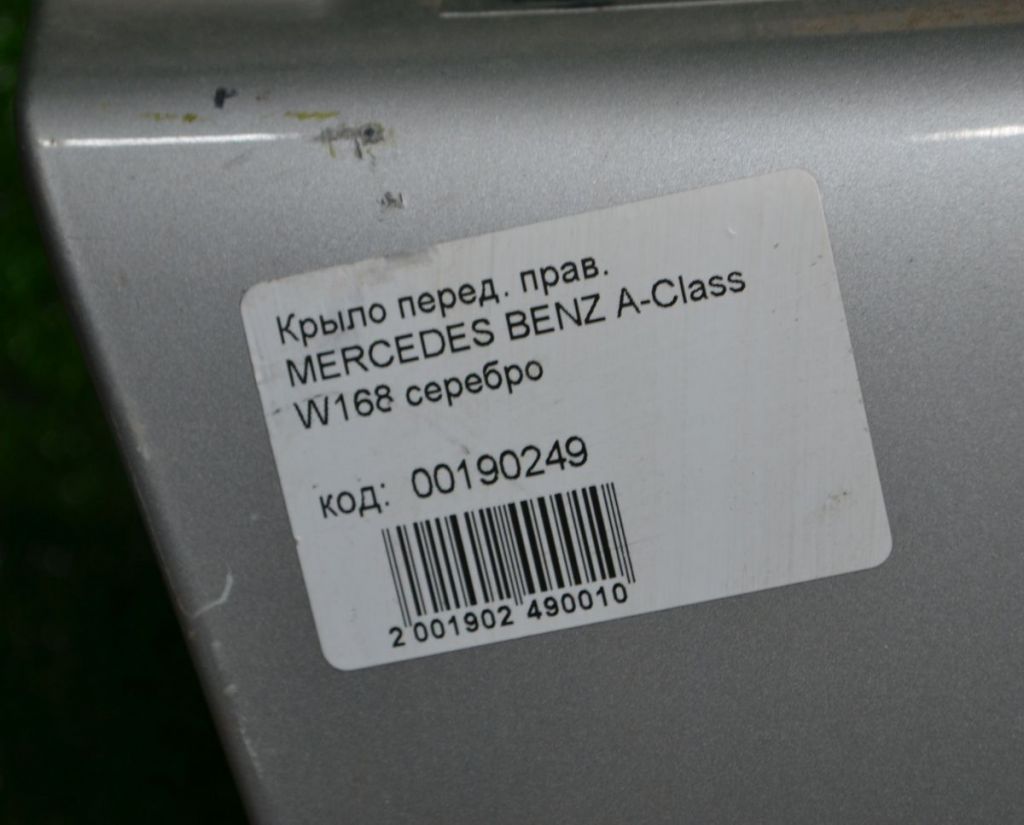 Крыло перед. прав.
MERCEDES BENZ A-Class
W168 серебро
код: 00190249
2 001902 490010